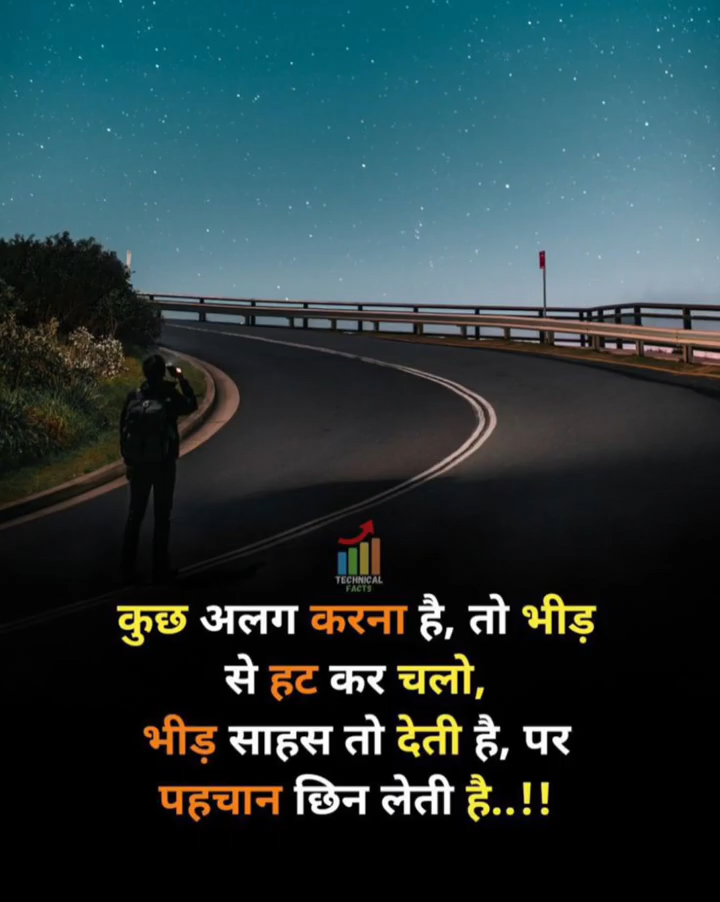 TECHNICAL
FACTS
कुछ अलग करना है, तो भीड़
से हट कर चलो,
भीड़ साहस तो देती है, पर
पहचान छिन लेती है..!!